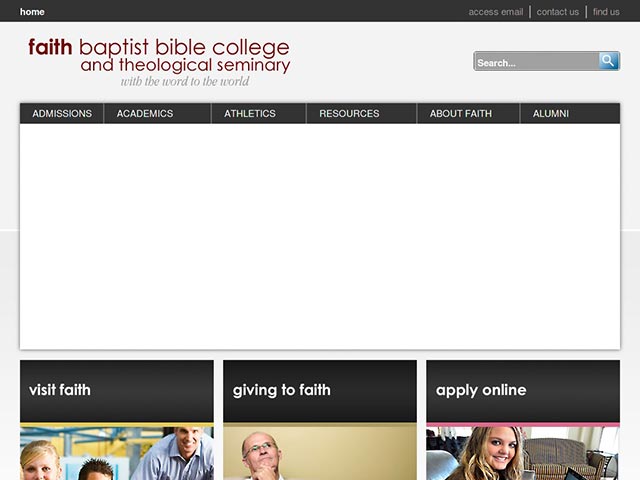 home
access email
contact us
find us
faith baptist bible college
and theological seminary
with the word to the world
Search...
ADMISSIONS
ACADEMICS
ATHLETICS
RESOURCES
ABOUT FAITH
ALUMNI
visit faith
giving to faith
apply online